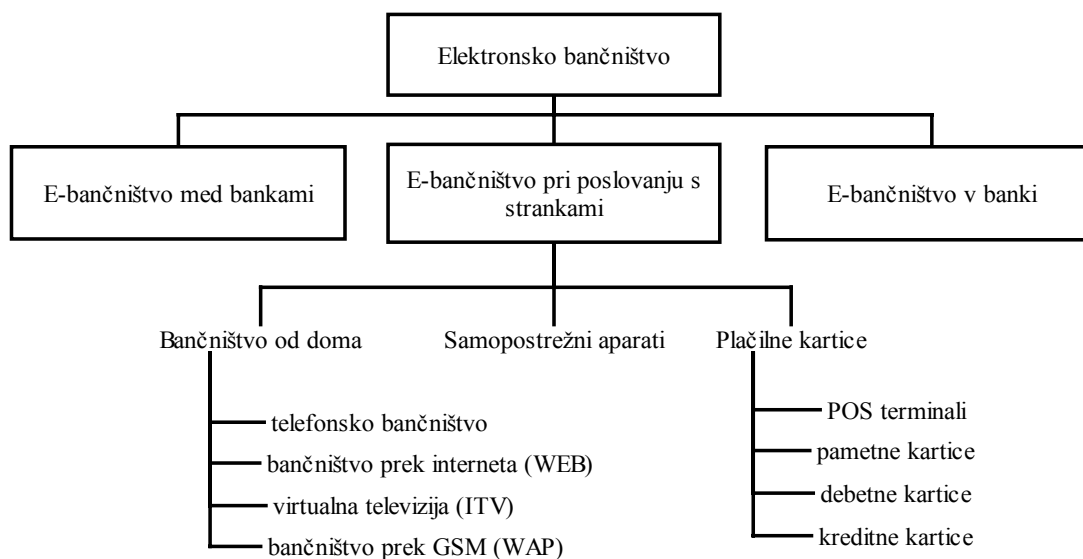 Elektronsko bančništvo
E-bančništvo med bankami
E-bančništvo pri poslovanju s
strankami
E-bančništvo v banki
Bančništvo od doma
Samopostrežni aparati
Plačilne kartice
telefonsko bančništvo
bančništvo prek interneta (WEB)
virtualna televizija (ITV)
bančništvo prek GSM (WAP)
POS terminali
pametne kartice
debetne kartice
kreditne kartice